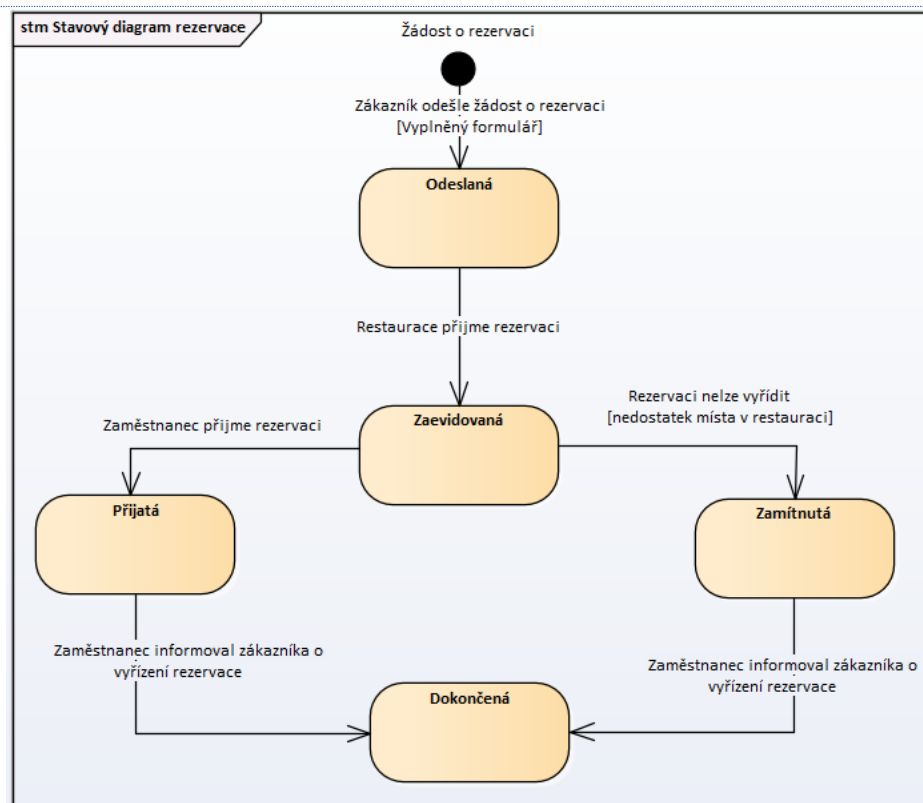 stm Stavový diagram rezervace
Žádost o rezervaci
Zákazník odešle žádost o rezervaci
[Vyplněný formulář]
Odeslaná
Restaurace přijme rezervaci
Rezervaci nelze vyřídit
[nedostatek místa v restauraci]
Zaměstnanec přijme rezervaci
Zaevidovaná
Přijatá
Zamítnutá
Zaměstnanec informoval zákazníka o
vyřízení rezervace
Zaměstnanec informoval zákazníka o
vyřízení rezervace
Dokončená